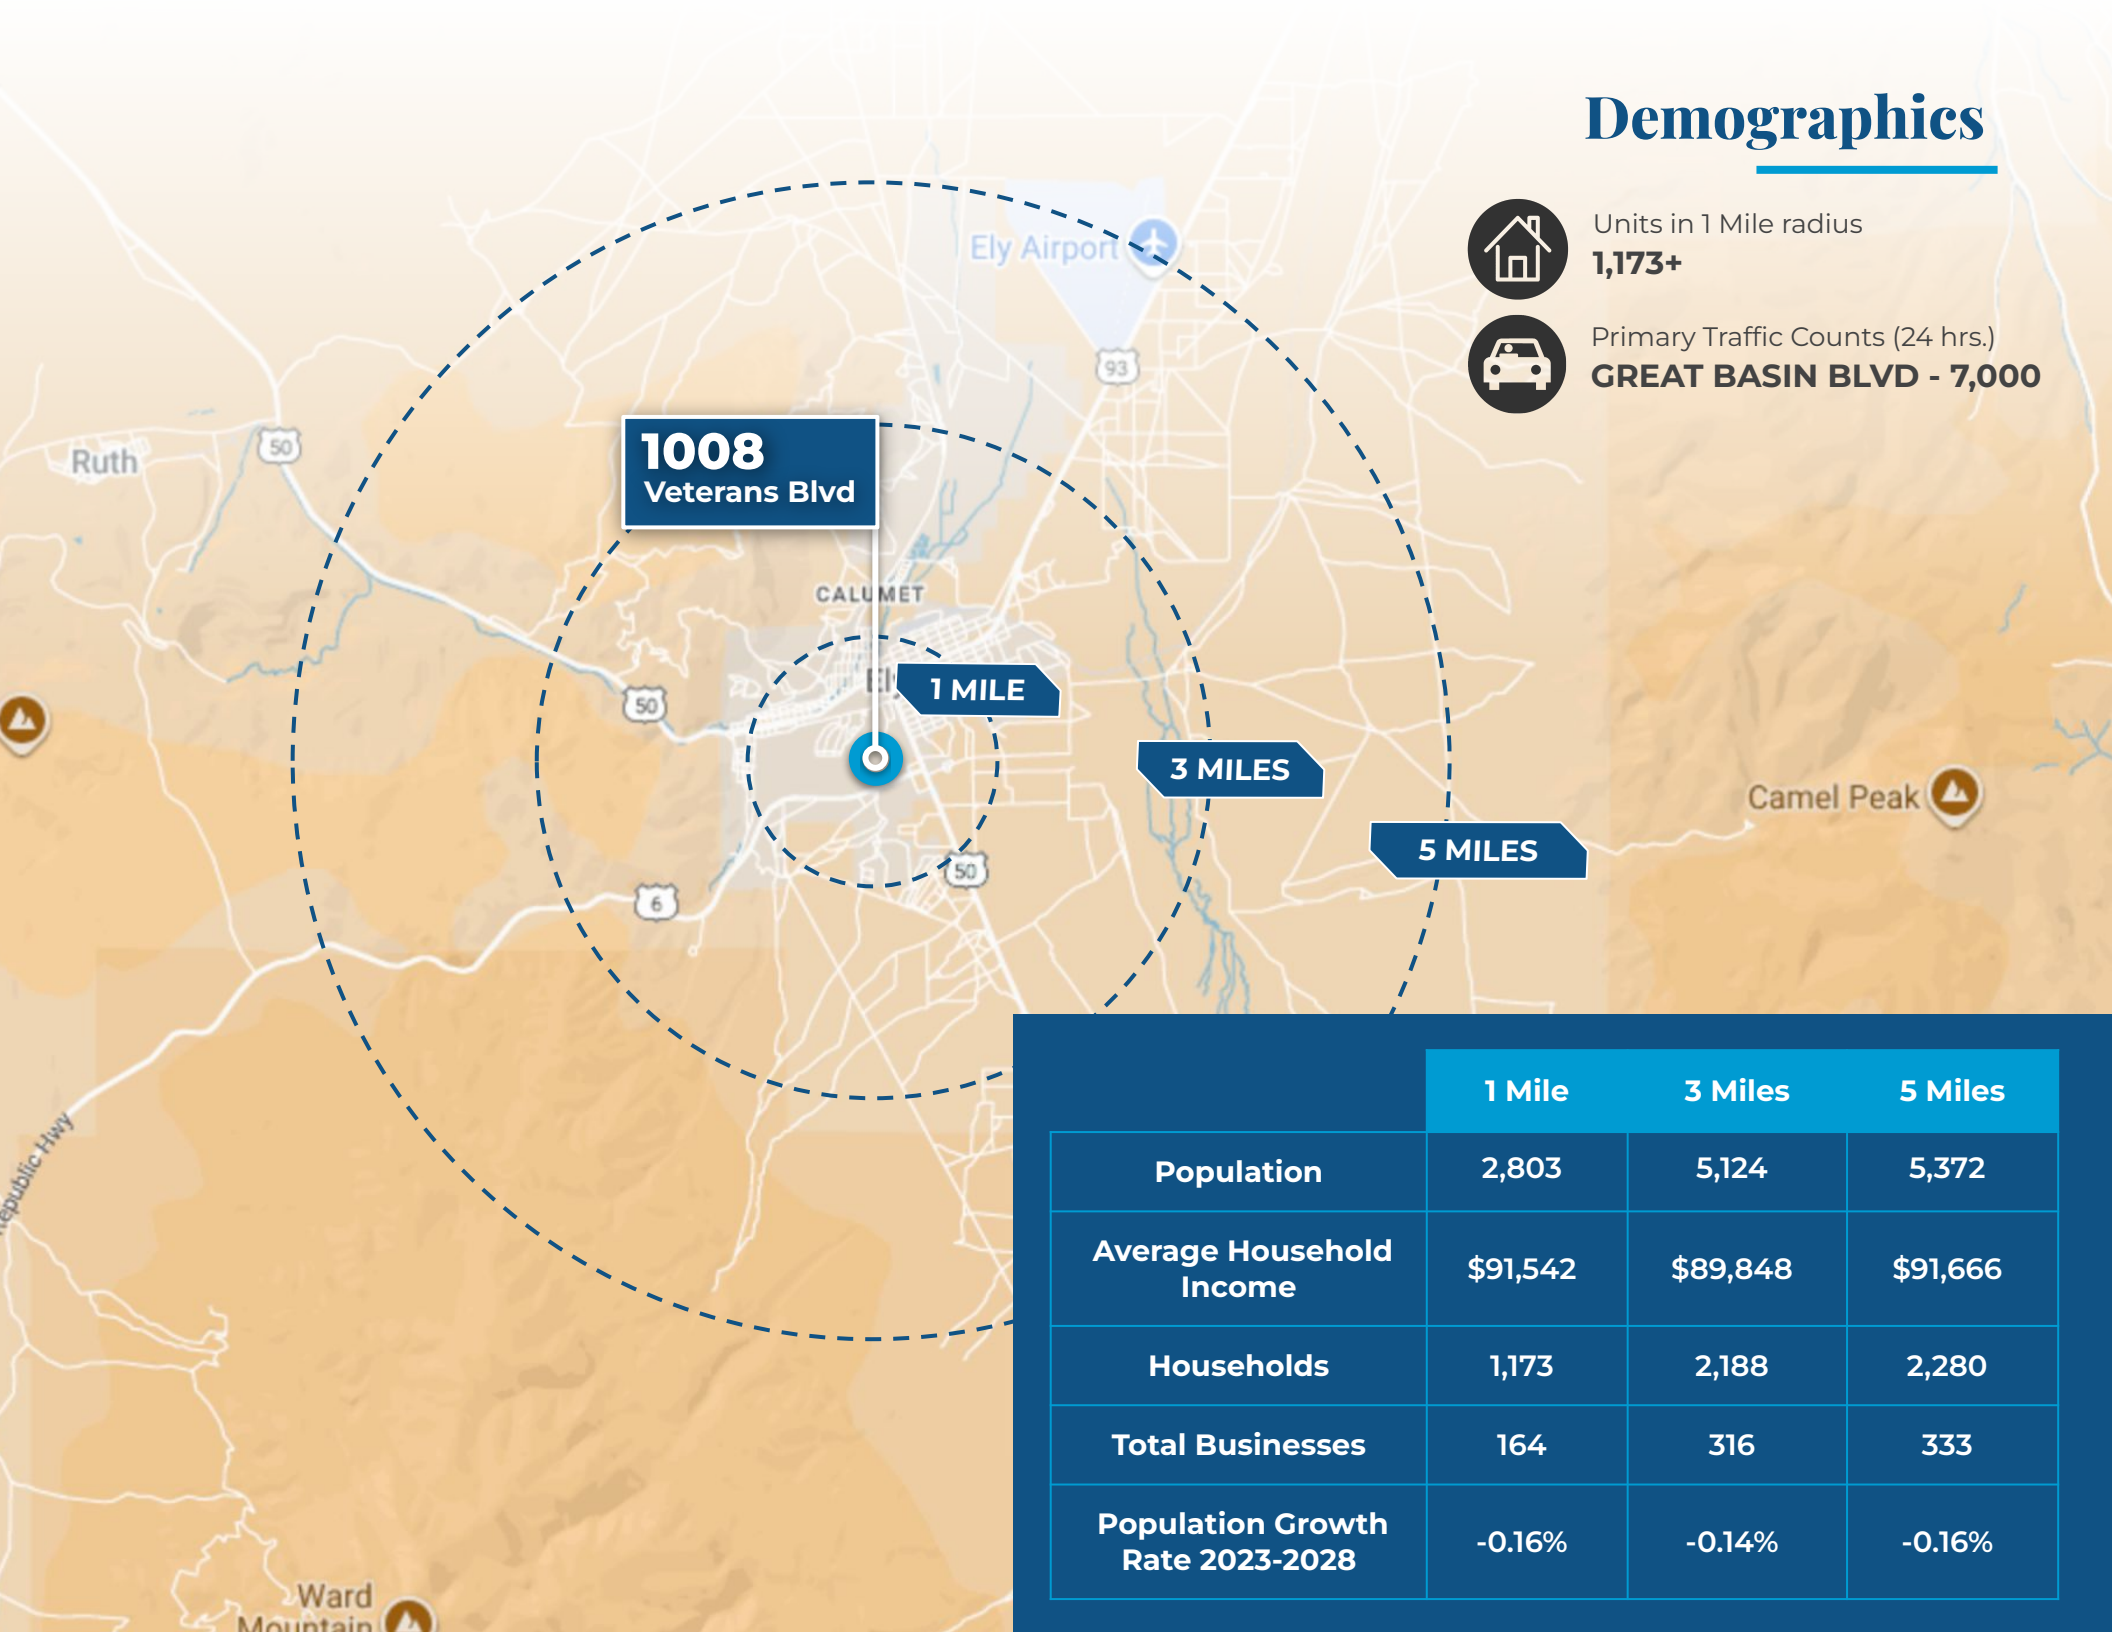 Demographics
Units in 1 Mile radius
1,173+
Primary Traffic Counts (24 hrs.)
GREAT BASIN BLVD - 7,000
Ely Airport
93
50
Ruth
1008
Veterans Blvd
CALUMET
1 MILE
50
3 MILES
Camel Peak
5 MILES
50
6
1 Mile 3 Miles 5 Miles
Population 2,803 5,124 5,372
Average Household
Income $91,542 $89,848 $91,666
Households 1,173 2,188 2,280
Total Businesses 164 316 333
Population Growth
Rate 2023-2028 -0.16% -0.14% -0.16%
Hwy
Ward
Mountain